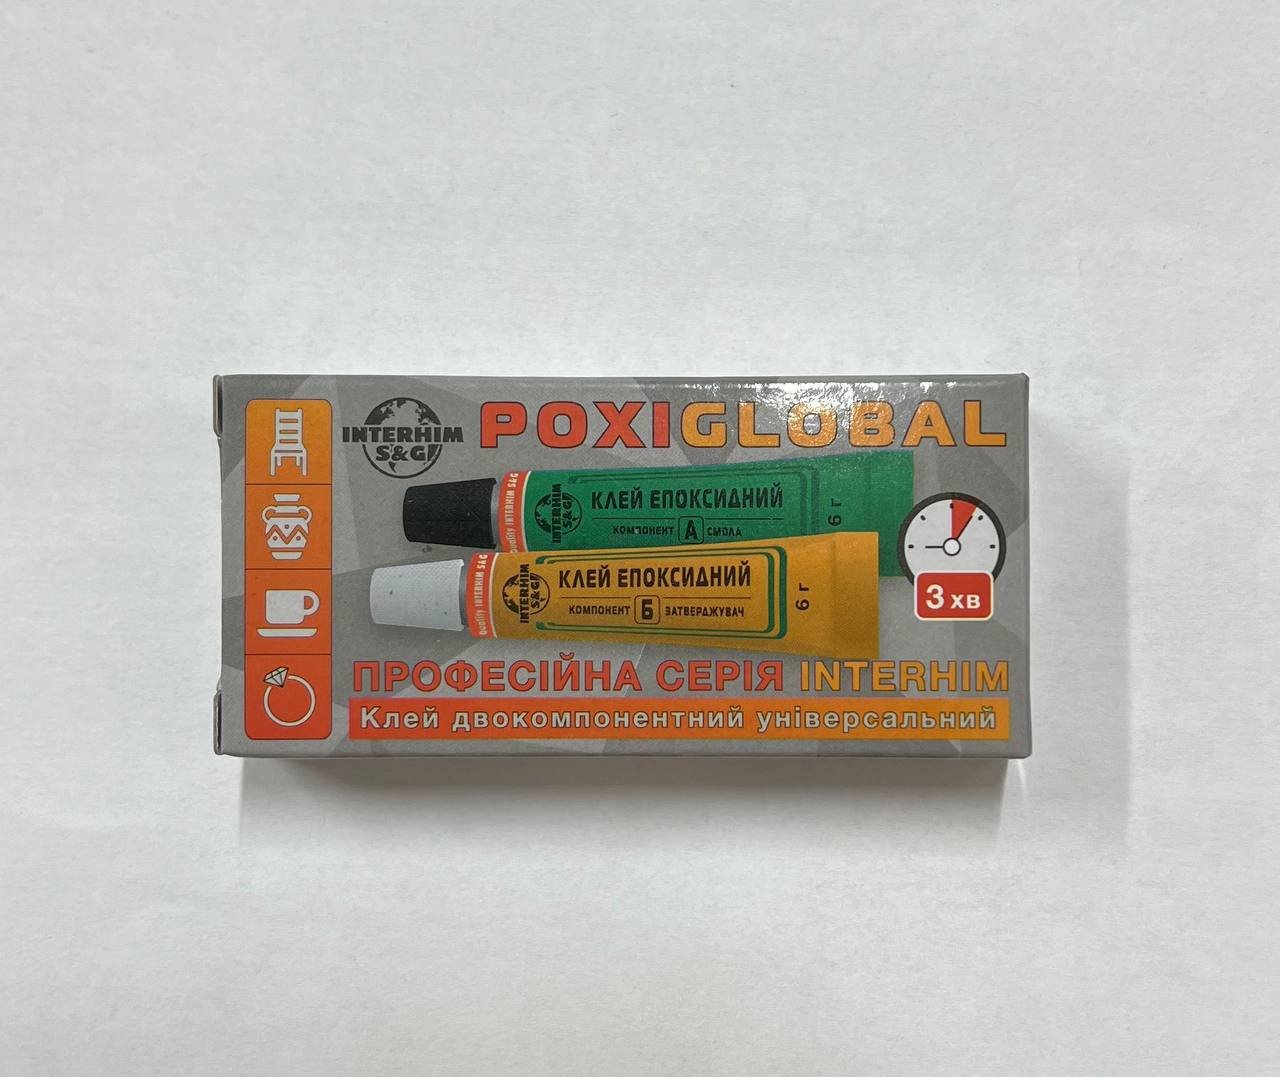 INTERHIM
S&G
POXIGLOBAL
Quality INTERHIM S&G
INTERHIM
S&G
КЛЕЙ ЕПОКСИДНИЙ
КОМПОНЕНТ А СМОЛА
6 г
Quality INTERHIM S&G
INTERHIM
S&G
КЛЕЙ ЕПОКСИДНИЙ
КОМПОНЕНТ Б ЗАТВЕРДЖУВАЧ
6 г
3 хв
ПРОФЕСІЙНА СЕРІЯ INTERHIM
Клей двокомпонентний універсальний